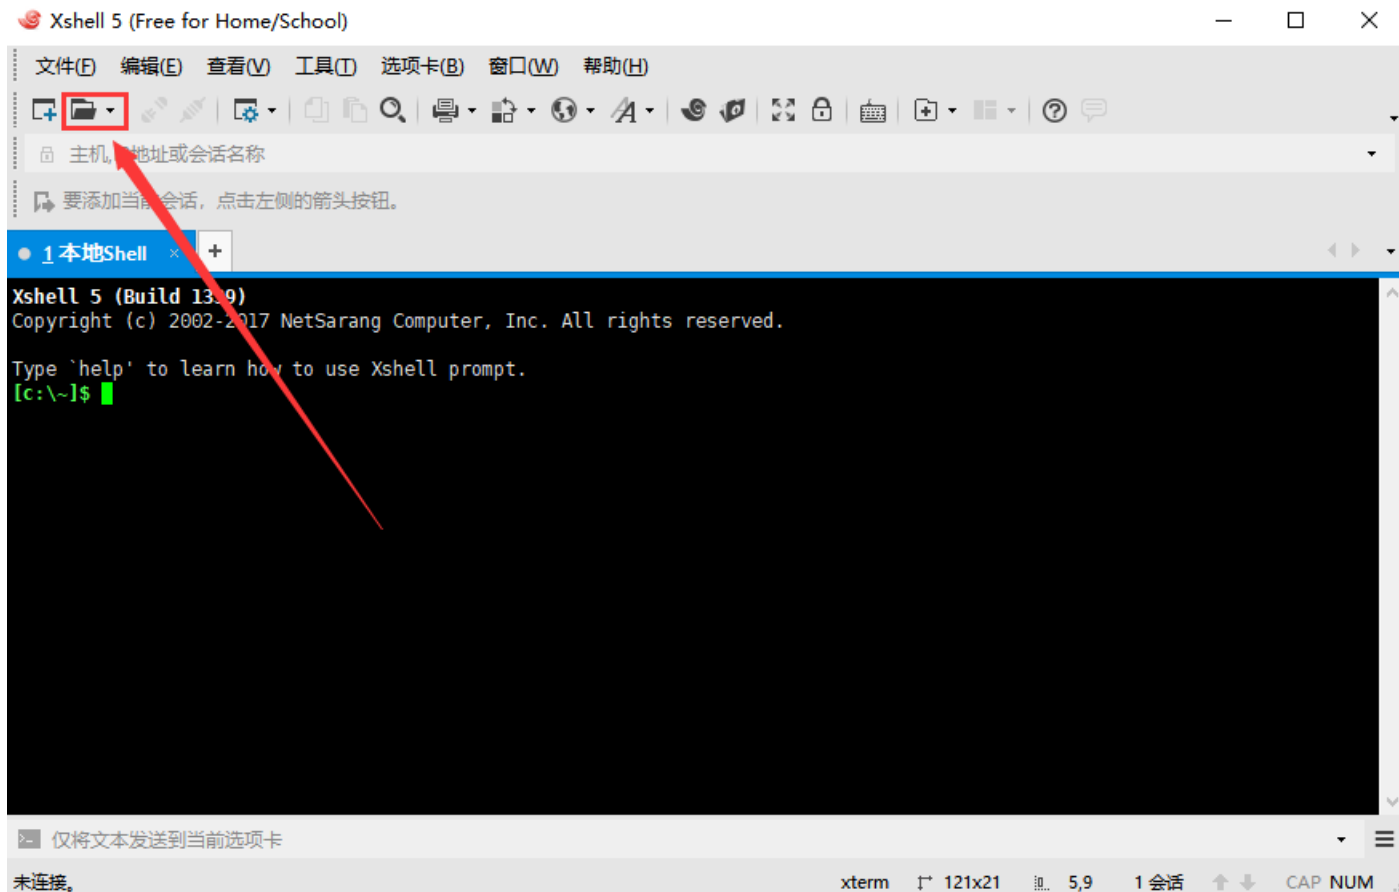 Xshell 5 (Free for Home/School)
文件(F) 编辑(E) 查看(V) 工具(T) 选项卡(B) 窗口(W) 帮助(H)
主机,地址或会话名称
要添加当前会话，点击左侧的箭头按钮。
1 本地Shell × +
Xshell 5 (Build 1339)
Copyright (c) 2002-2017 NetSarang Computer, Inc. All rights reserved.
Type `help' to learn how to use Xshell prompt.
[c:\~]$
仅将文本发送到当前选项卡
未连接。 xterm 121x21 5,9 1 会话 CAP NUM